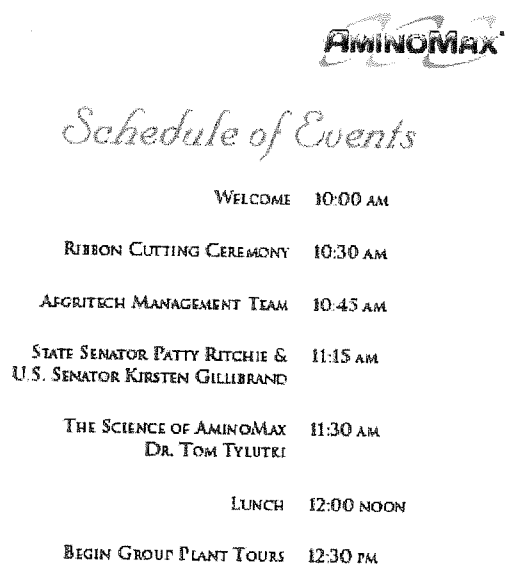 AMINOMAX
Schedule of Events
WELCOME 10:00 AM
RIBBON CUTTING CEREMONY 10:30 AM
AFGRITECH MANAGEMENT TEAM 10:45 AM
STATE SENATOR PATTY RITCHIE & 11:15 AM
U.S. SENATOR KIRSTEN GILLIBRAND
THE SCIENCE OF AMINOMAX 11:30 AM
DR. TOM TYLUTKI
LUNCH 12:00 NOON
BEGIN GROUP PLANT TOURS 12:30 PM